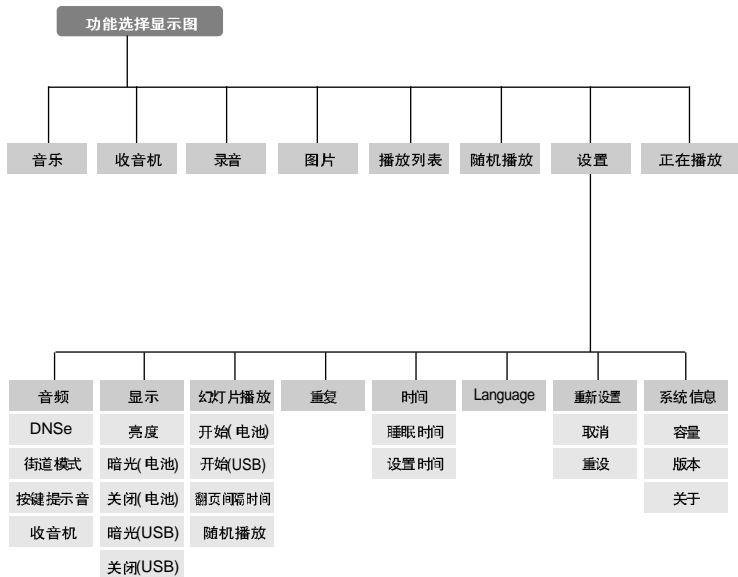 功能选择显示图
音乐
收音机
录音
图片
播放列表
随机播放
设置
正在播放
音频
DNSe
街道模式
按键提示音
收音机
显示
亮度
暗光(电池)
关闭(电池)
暗光(USB)
关闭(USB)
幻灯片播放
开始(电池)
开始(USB)
翻页间隔时间
随机播放
重复
时间
睡眠时间
设置时间
Language
重新设置
取消
重设
系统信息
容量
版本
关于